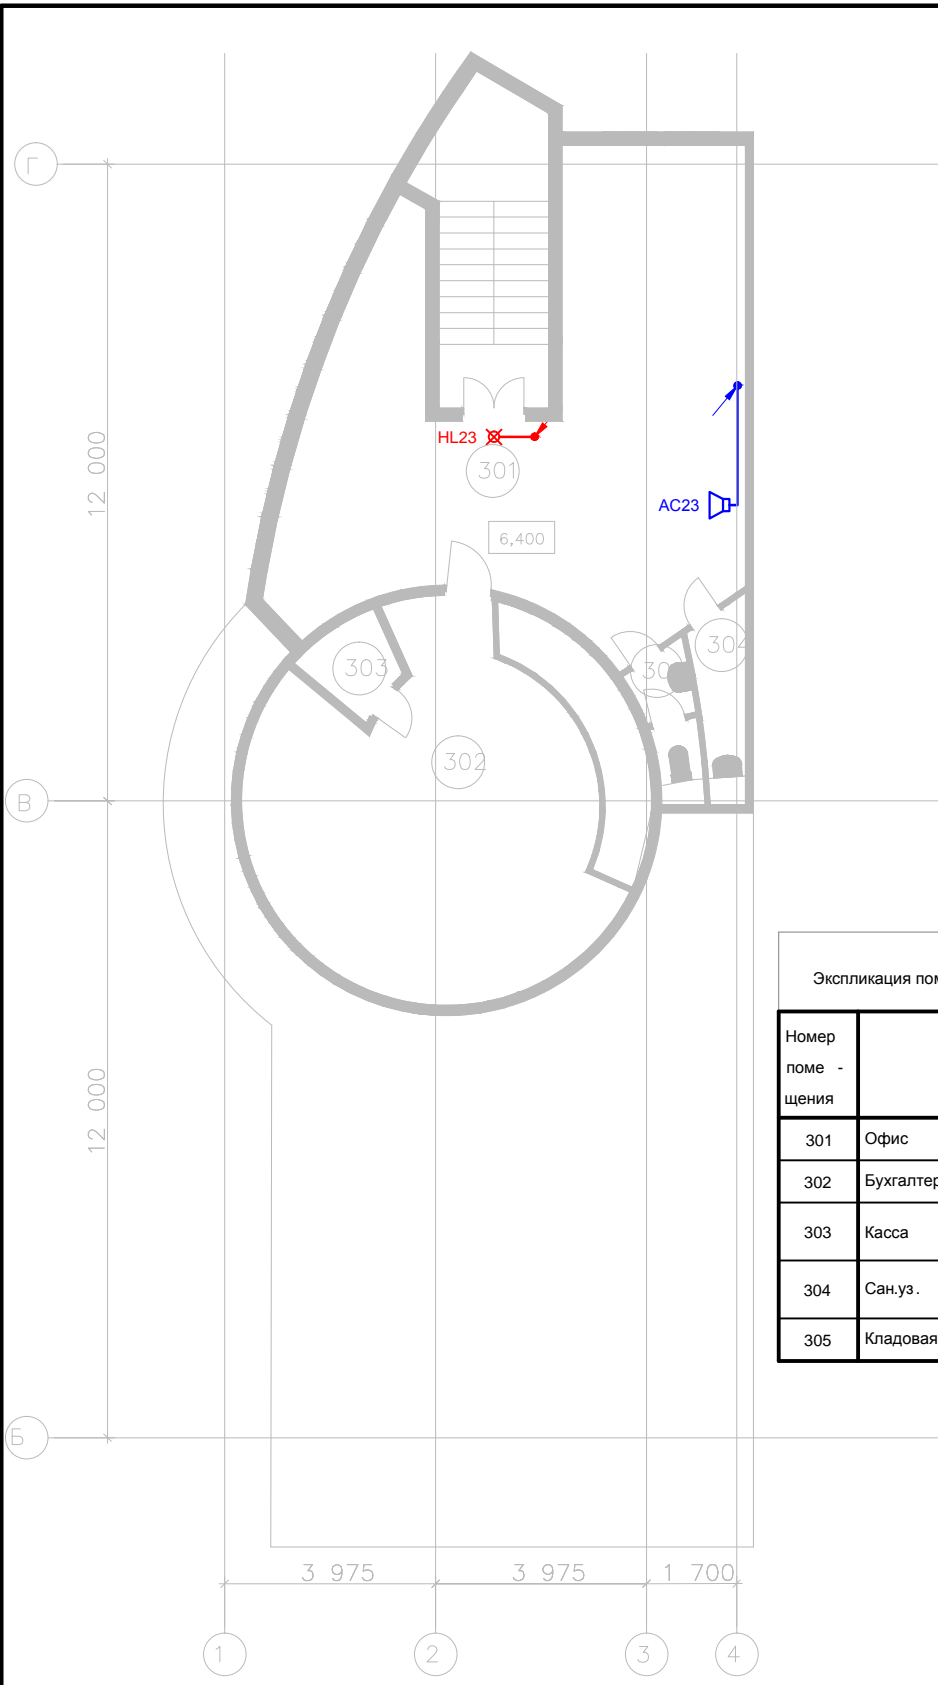 Г
12 000
HL23
301
6,400
AC23
304
30
303
302
В
12 000
Экспликация пом
Номер
поме -
щения
301 Офис
302 Бухгалтер
303 Касса
304 Сан.уз.
305 Кладовая
Б
3 975 3 975 1 700
1 2 3 4